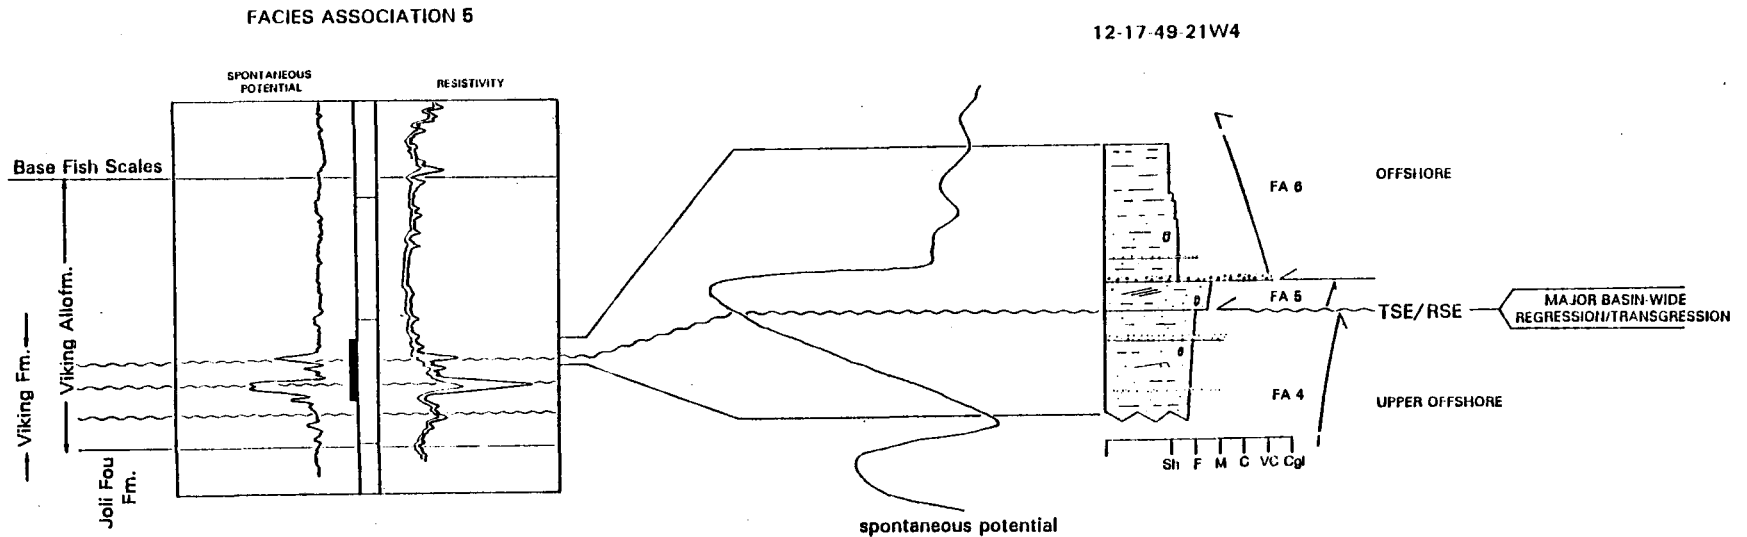 FACIES ASSOCIATION 5
12-17-49-21W4
SPONTANEOUS
POTENTIAL
RESISTIVITY
Base Fish Scales
Viking Fm.
Viking Allofm.
Joli Fou
Fm.
FA 6
OFFSHORE
FA 5
TSE/RSE
MAJOR BASIN-WIDE
REGRESSION/TRANSGRESSION
FA 4
UPPER OFFSHORE
Sh F M C VC Cgl
spontaneous potential